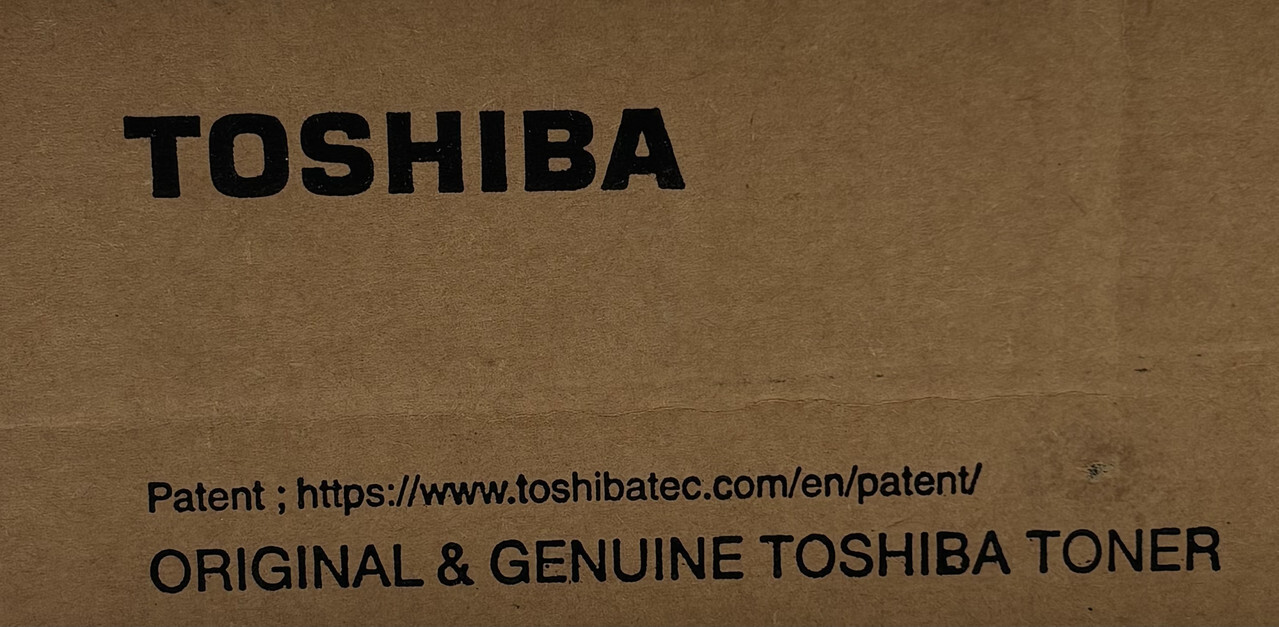 TOSHIBA
Patent ; https://www.toshibatec.com/en/patent/
ORIGINAL & GENUINE TOSHIBA TONER